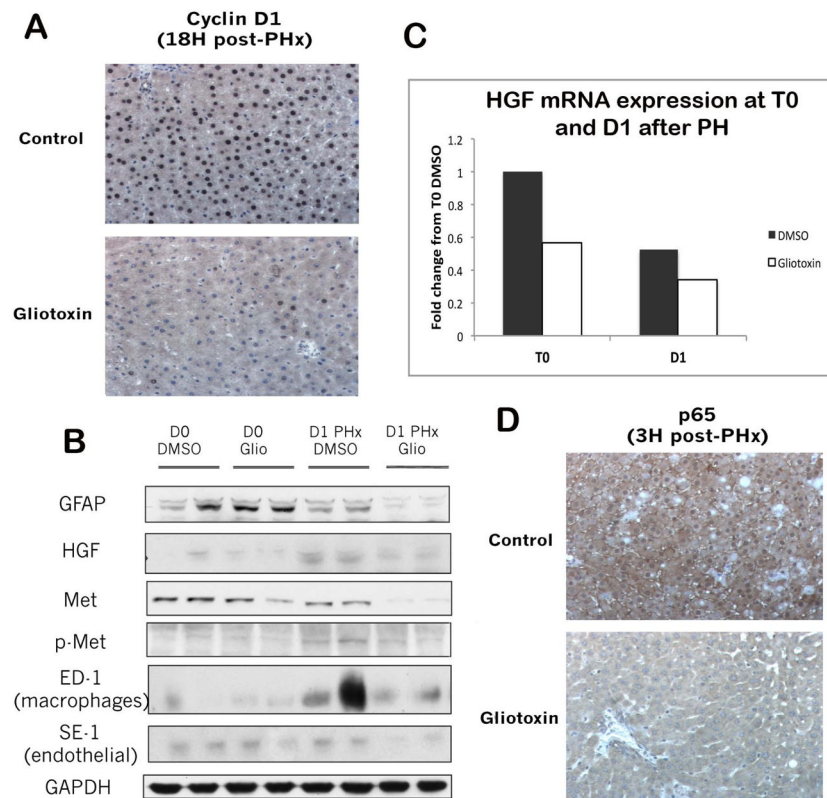 A
Cyclin D1
(18H post-PHx)
Control
Gliotoxin
B
D0
DMSO
D0
Glio
D1 PHx
DMSO
D1 PHx
Glio
GFAP
HGF
Met
p-Met
ED-1
(macrophages)
SE-1
(endothelial)
GAPDH
C
HGF mRNA expression at T0
and D1 after PH
Fold change from T0 DMSO
1.2
1
0.8
0.6
0.4
0.2
0
T0
D1
DMSO
Gliotoxin
D
p65
(3H post-PHx)
Control
Gliotoxin